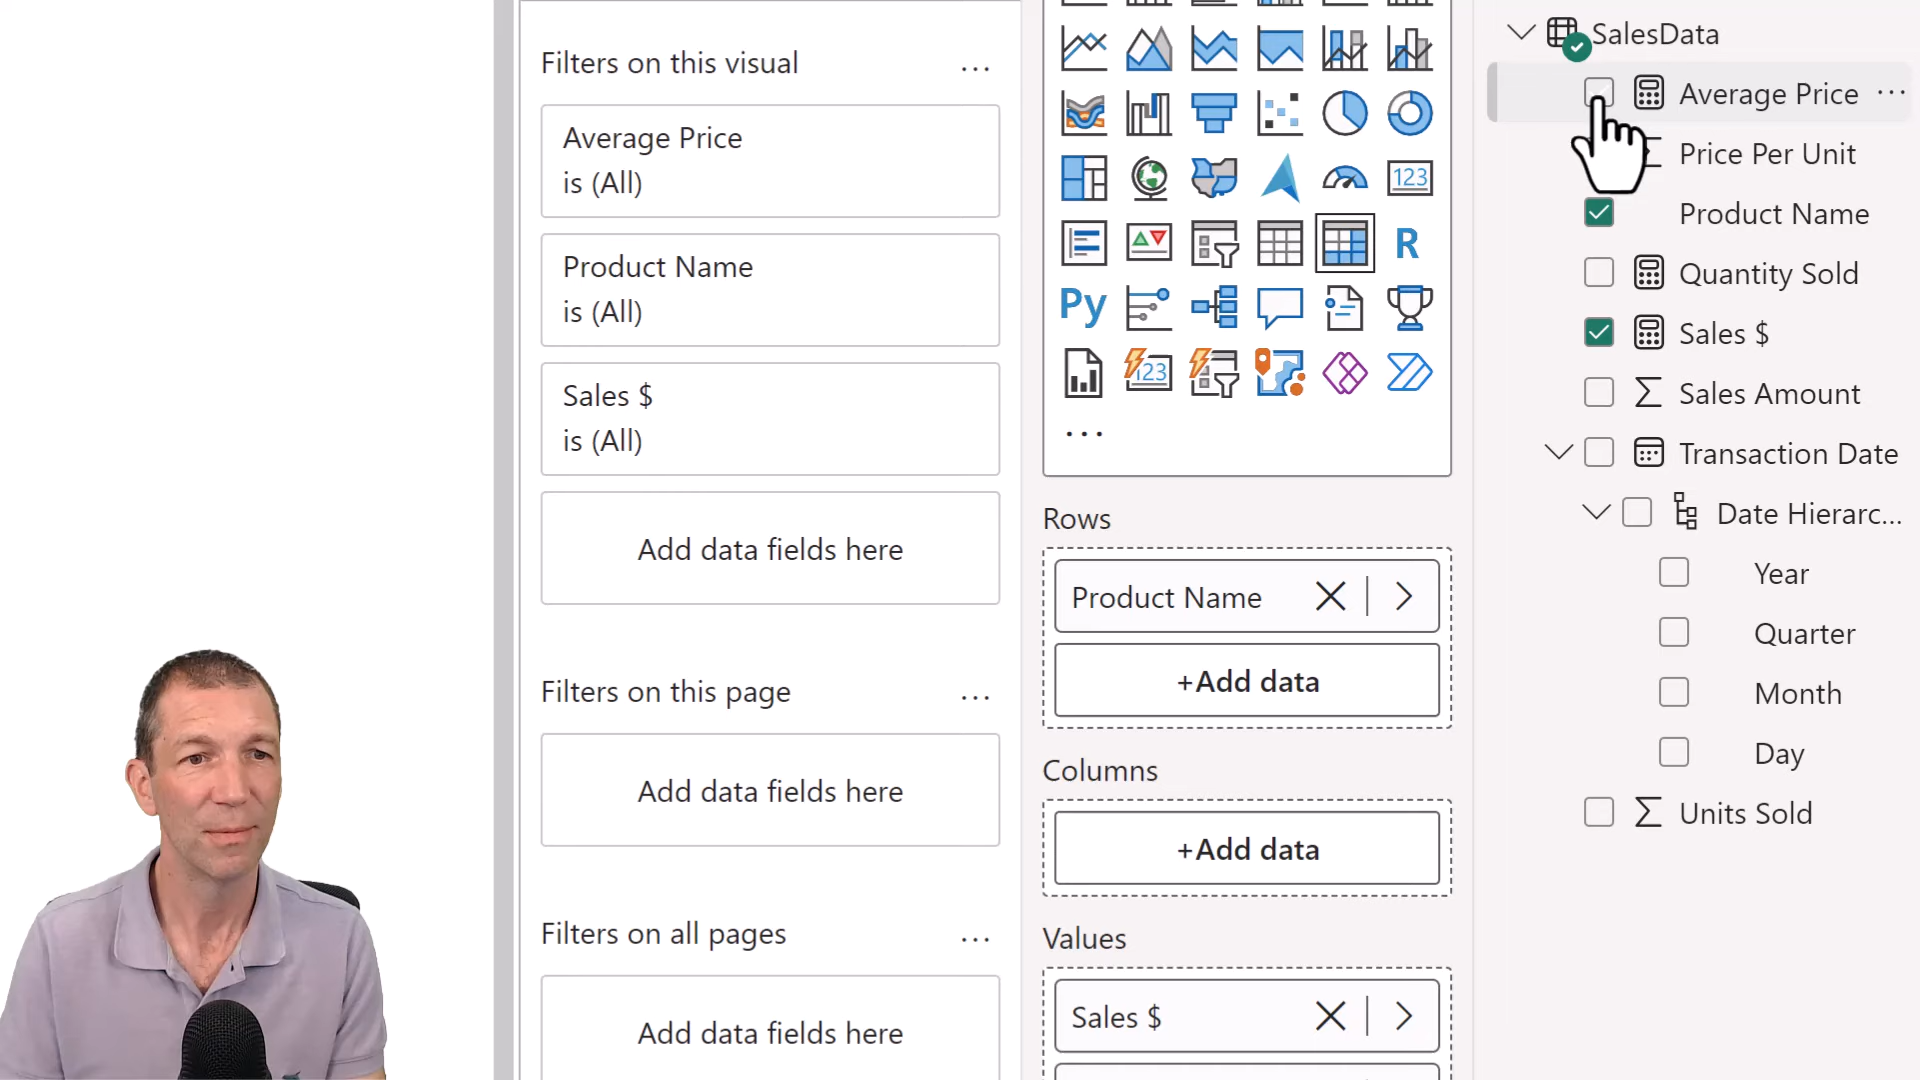 Filters on this visual
...
Average Price
is (All)
Product Name
is (All)
Sales $
is (All)
Add data fields here
Filters on this page
...
Add data fields here
Filters on all pages
...
Add data fields here
123
R
Py
123
...
Rows
Product Name
+Add data
Columns
+Add data
Values
Sales $
SalesData
Average Price ...
Price Per Unit
Product Name
Quantity Sold
Sales $
Σ Sales Amount
Transaction Date
Date Hierarc...
Year
Quarter
Month
Day
Σ Units Sold